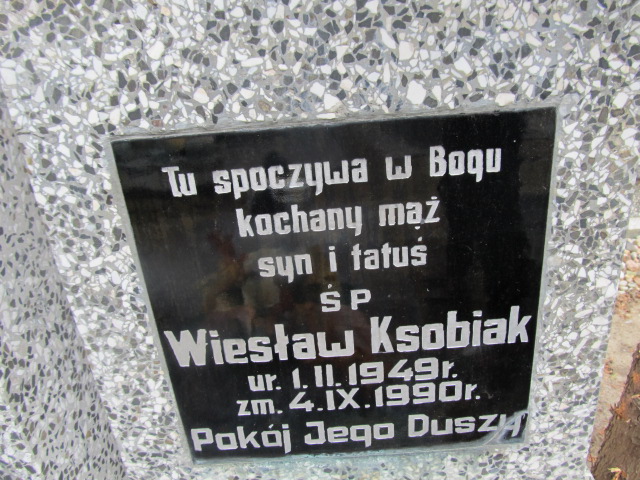 Tu spoczywa w Bogu
kochany mąż
syn i tatuś
ŚP
Wiesław Ksobiak
ur. 1.II.1949r.
zm. 4.IX.1990r.
Pokój Jego Duszy